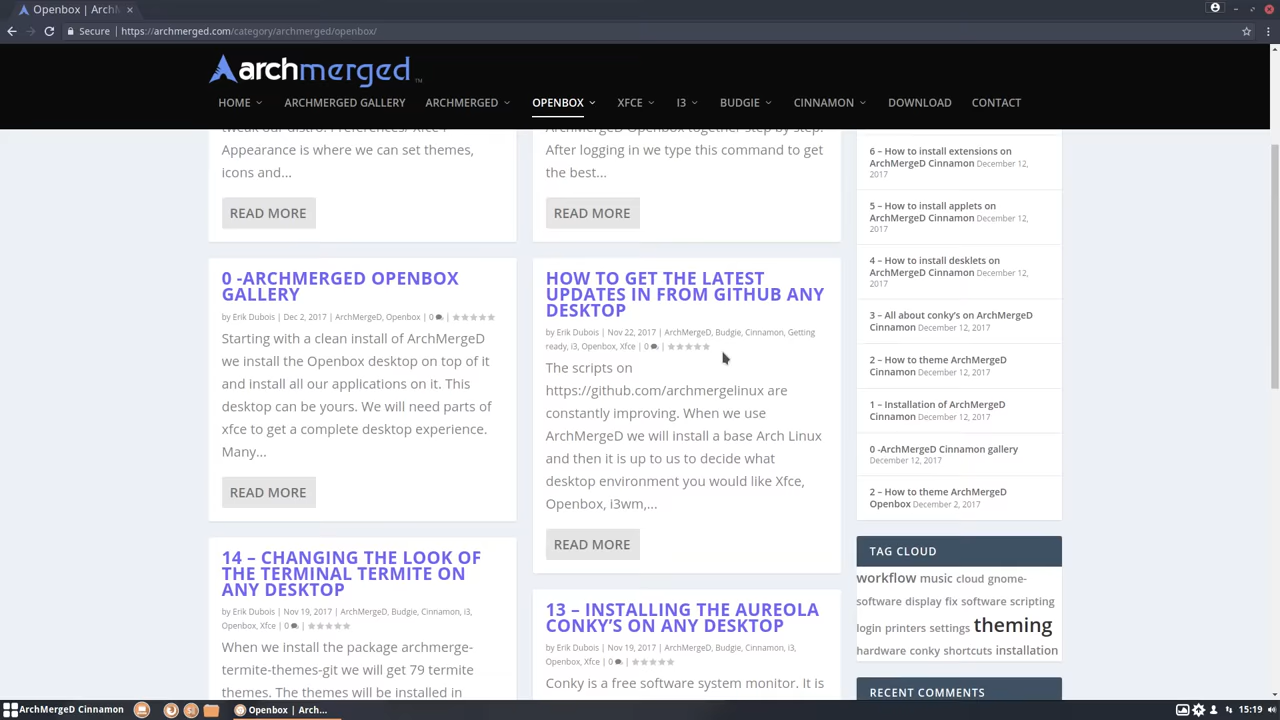 Openbox | Arch
Secure | https://archmerged.com/category/archmerged/openbox/
archmerged™
HOME ARCHMERGED GALLERY ARCHMERGED OPENBOX XFCE I3 BUDGIE CINNAMON DOWNLOAD CONTACT
tweak our distro. Preferences/ Xfce4
Appearance is where we can set themes,
icons and...
READ MORE
ArchMergeD Openbox together step by step.
After logging in we type this command to get
the best...
READ MORE
0 -ARCHMERGED OPENBOX
GALLERY
by Erik Dubois | Dec 2, 2017 | ArchMergeD, Openbox | 0
Starting with a clean install of ArchMergeD
we install the Openbox desktop on top of it
and install all our applications on it. This
desktop can be yours. We will need parts of
xfce to get a complete desktop experience.
Many...
READ MORE
HOW TO GET THE LATEST
UPDATES IN FROM GITHUB ANY
DESKTOP
by Erik Dubois | Nov 22, 2017 | ArchMergeD, Budgie, Cinnamon, Getting
ready, i3, Openbox, Xfce | 0
The scripts on
https://github.com/archmergelinux are
constantly improving. When we use
ArchMergeD we will install a base Arch Linux
and then it is up to us to decide what
desktop environment you would like Xfce,
Openbox, i3wm,...
READ MORE
14 – CHANGING THE LOOK OF
THE TERMINAL TERMITE ON
ANY DESKTOP
by Erik Dubois | Nov 19, 2017 | ArchMergeD, Budgie, Cinnamon, i3,
Openbox, Xfce | 0
When we install the package archmerge-
termite-themes-git we will get 79 termite
themes. The themes will be installed in
13 – INSTALLING THE AUREOLA
CONKY'S ON ANY DESKTOP
by Erik Dubois | Nov 19, 2017 | ArchMergeD, Budgie, Cinnamon, i3,
Openbox, Xfce | 0
Conky is a free software system monitor. It is
6 – How to install extensions on
ArchMergeD Cinnamon December 12,
2017
5 – How to install applets on
ArchMergeD Cinnamon December 12,
2017
4 – How to install desklets on
ArchMergeD Cinnamon December 12,
2017
3 – All about conky's on ArchMergeD
Cinnamon December 12, 2017
2 – How to theme ArchMergeD
Cinnamon December 12, 2017
1 – Installation of ArchMergeD
Cinnamon December 12, 2017
0 -ArchMergeD Cinnamon gallery
December 12, 2017
2 – How to theme ArchMergeD
Openbox December 2, 2017
TAG CLOUD
workflow music cloud gnome-
software display fix software scripting
login printers settings theming
hardware conky shortcuts installation
RECENT COMMENTS
ArchMergeD Cinnamon
Openbox | Arch...
15:19